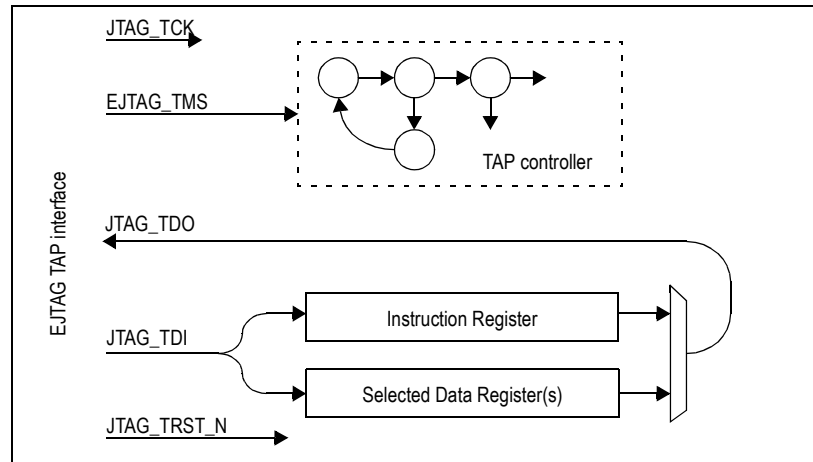 JTAG_TCK
EJTAG_TMS
TAP controller
EJTAG TAP interface
JTAG_TDO
Instruction Register
JTAG_TDI
Selected Data Register(s)
JTAG_TRST_N